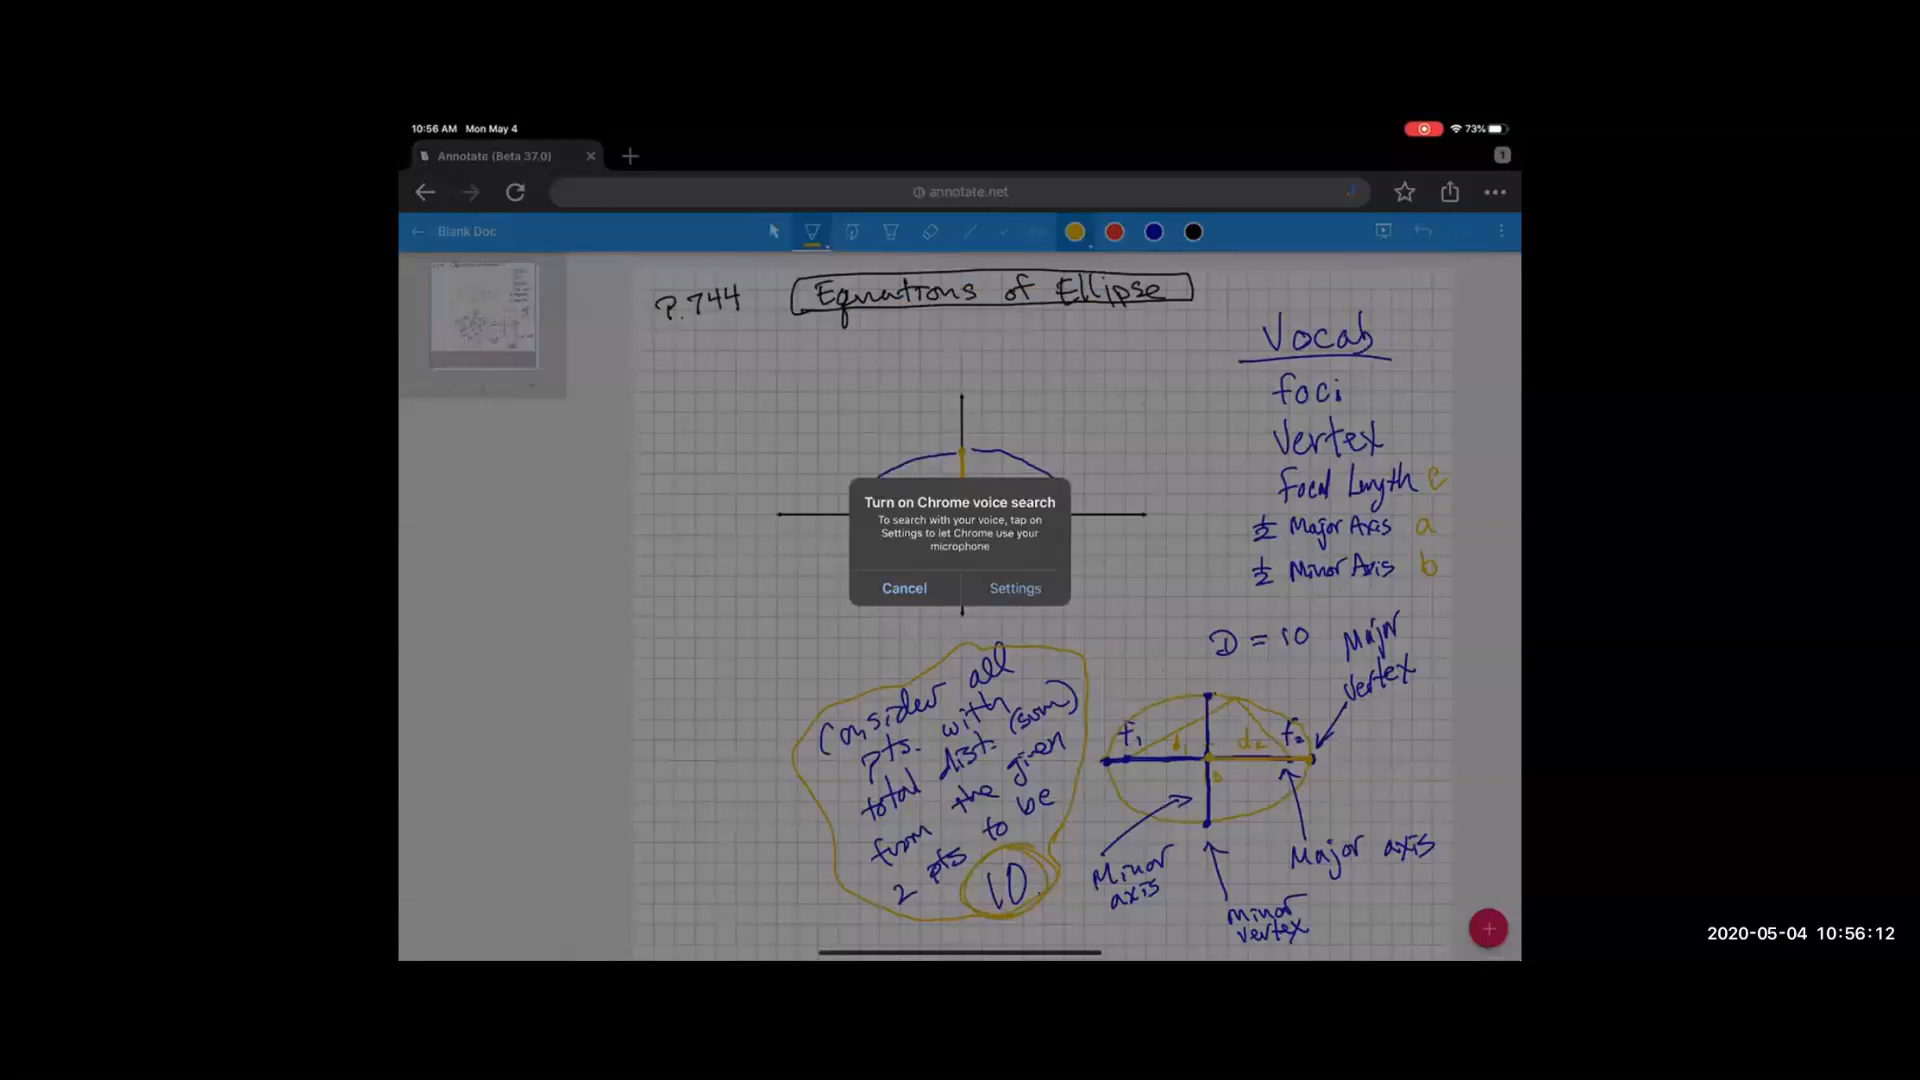 10:56 AM Mon May 4
73%
Annotate (Beta 37.0)
1
annotate.net
Blank Doc
P.744
Equations of Ellipse
Vocab
foci
Vertex
Focal Length c
1/2 Major Axis a
1/2 Minor Axis b
Turn on Chrome voice search
To search with your voice, tap on
Settings to let Chrome use your
microphone
Cancel
Settings
D = 10
Major
Vertex
Consider all
pts. with
total dist. (sum)
from the given
2 pts to be
10
f1
d1
d2
f2
Minor
axis
Major axis
Minor
Vertex
2020-05-04 10:56:12